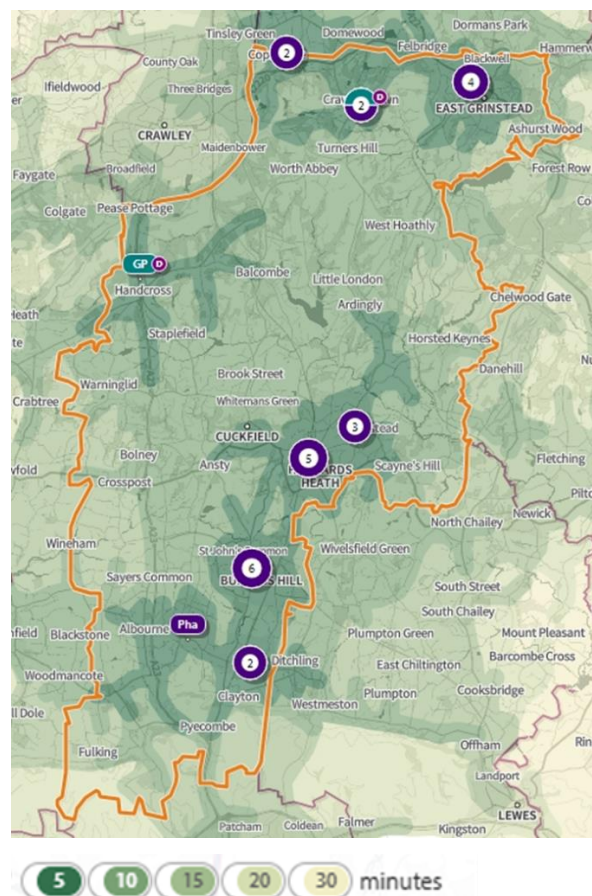 Dormans Park
Tinsley Green
Domewood
Felbridge
Hammerw
Cop
2
Blackwell
County Oak
4
Three Bridges
Ifieldwood
Craw
D
2
EAST GRINSTEAD
CRAWLEY
Ashurst Wood
Maidenbower
Turners Hill
Broadfield
Worth Abbey
Forest Row
Faygate
Colgate
Pease Pottage
West Hoathly
GP
D
Balcombe
Little London
Handcross
Chelwood Gate
Ardingly
Staplefield
Horsted Keynes
Danehill
Brook Street
Warninglid
Crabtree
Whitemans Green
3
CUCKFIELD
5
Bolney
Ansty
Scayne's Hill
Fletching
HEATH
Crosspost
Newick
North Chailey
Wineham
Wivelsfield Green
6
Sayers Common
South Street
South Chailey
Albourne
Pha
Blackstone
Plumpton Green
Mount Pleasant
Barcombe Cross
2
Ditchling
East Chiltington
Woodmancote
Clayton
Plumpton
Cooksbridge
Westmeston
Pyecombe
Fulking
Offham
Landport
LEWES
Patcham
Coldean
Falmer
Kingston
5 10 15 20 30 minutes